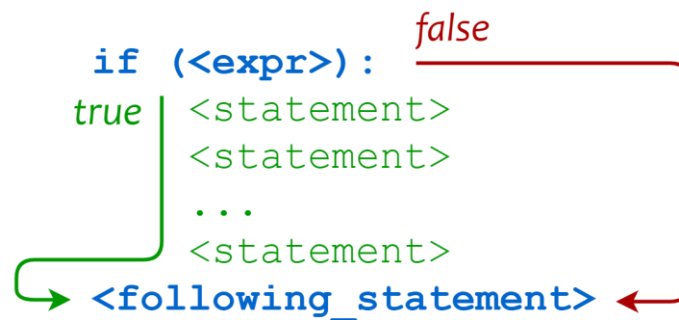 false
if (<expr>):
true <statement>
<statement>
...
<statement>
<following_statement>